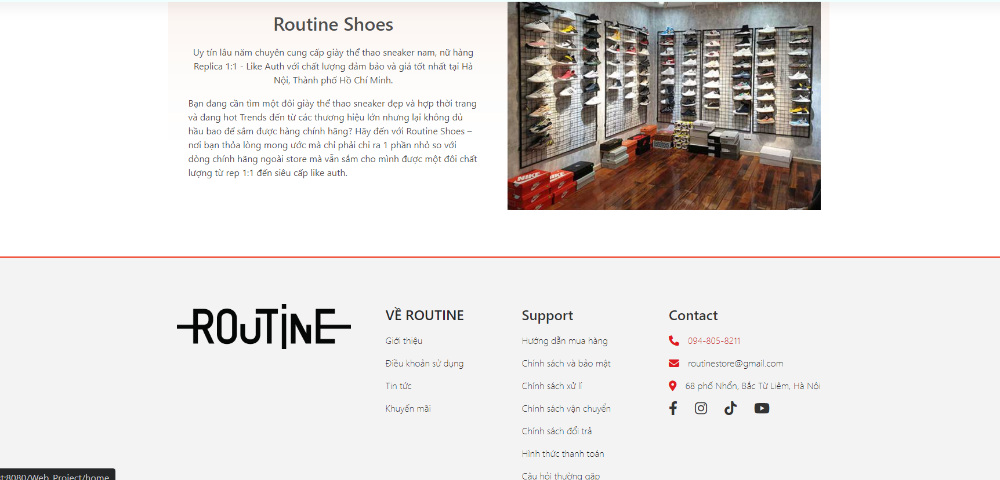 Routine Shoes
Uy tín lâu năm chuyên cung cấp giày thể thao sneaker nam, nữ hàng
Replica 1:1 - Like Auth với chất lượng đảm bảo và giá tốt nhất tại Hà
Nội, Thành phố Hồ Chí Minh.
Bạn đang cần tìm một đôi giày thể thao sneaker đẹp và hợp thời trang
và đang hot Trends đến từ các thương hiệu lớn nhưng lại không đủ
hầu bao để sắm được hàng chính hãng? Hãy đến với Routine Shoes –
nơi bạn thỏa lòng mong ước mà chỉ phải chi ra 1 phần nhỏ so với
dòng chính hãng ngoài store mà vẫn sắm cho mình được một đôi chất
lượng từ rep 1:1 đến siêu cấp like auth.
NIKE
ROUTINE
VỀ ROUTINE
Giới thiệu
Điều khoản sử dụng
Tin tức
Khuyến mãi
Support
Hướng dẫn mua hàng
Chính sách và bảo mật
Chính sách xử lí
Chính sách vận chuyển
Chính sách đổi trả
Hình thức thanh toán
Câu hỏi thường gặp
Contact
094-805-8211
routinestore@gmail.com
68 phố Nhổn, Bắc Từ Liêm, Hà Nội
st:8080/Web_Project/home